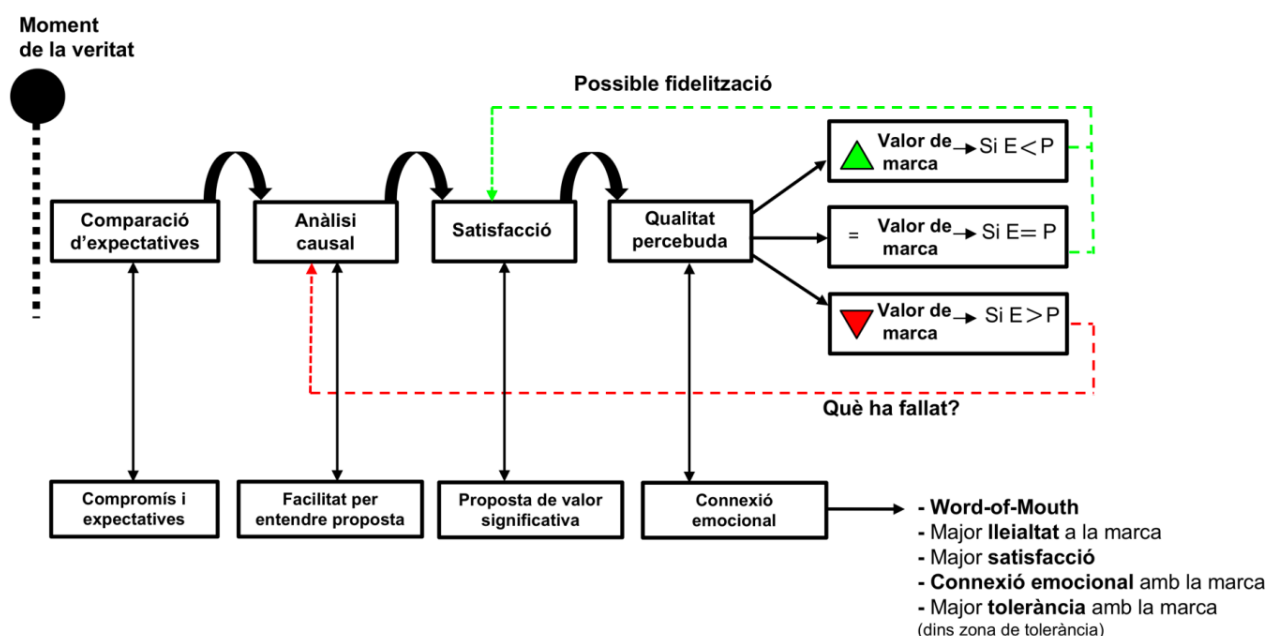 Moment
de la veritat
Possible fidelització
Valor de
marca
Si E < P
Comparació
d'expectatives
Anàlisi
causal
Satisfacció
Qualitat
percebuda
=
Valor de
marca
Si E = P
Valor de
marca
Si E > P
Què ha fallat?
Compromís i
expectatives
Facilitat per
entendre proposta
Proposta de valor
significativa
Connexió
emocional
- Word-of-Mouth
- Major lleialtat a la marca
- Major satisfacció
- Connexió emocional amb la marca
- Major tolerància amb la marca
(dins zona de tolerància)